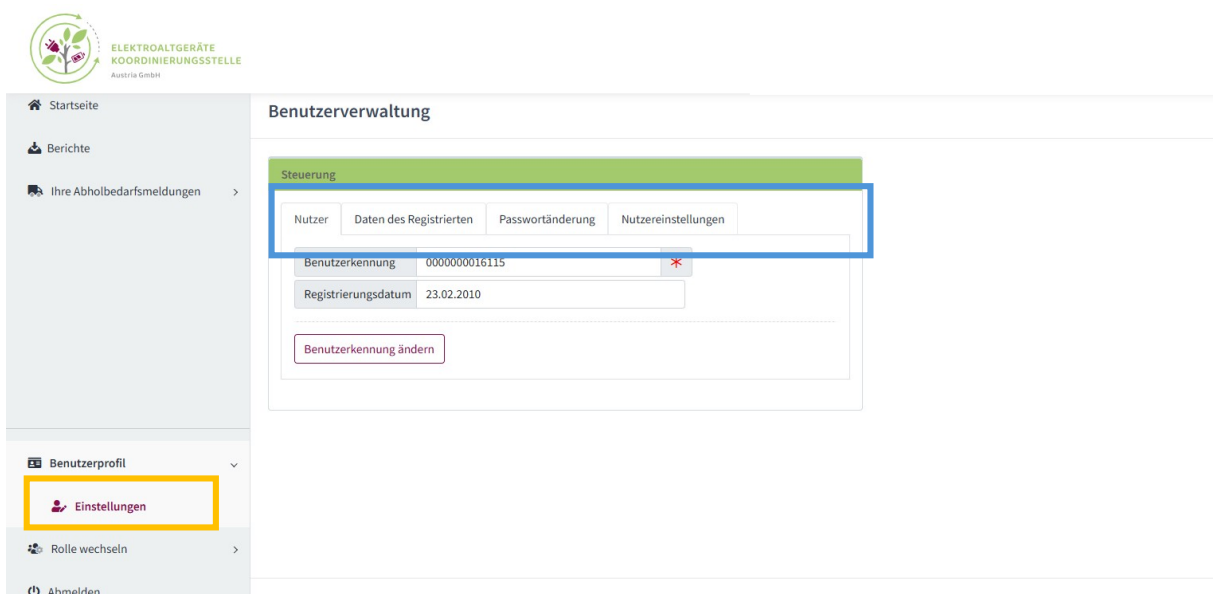 ELEKTROALTGERÄTE
KOORDINIERUNGSSTELLE
Austria GmbH
Startseite
Berichte
Ihre Abholbedarfsmeldungen
Benutzerprofil
Einstellungen
Rolle wechseln
Abmelden
Benutzerverwaltung
Steuerung
Nutzer Daten des Registrierten Passwortänderung Nutzereinstellungen
Benutzerkennung 0000000016115 *
Registrierungsdatum 23.02.2010
Benutzerkennung ändern